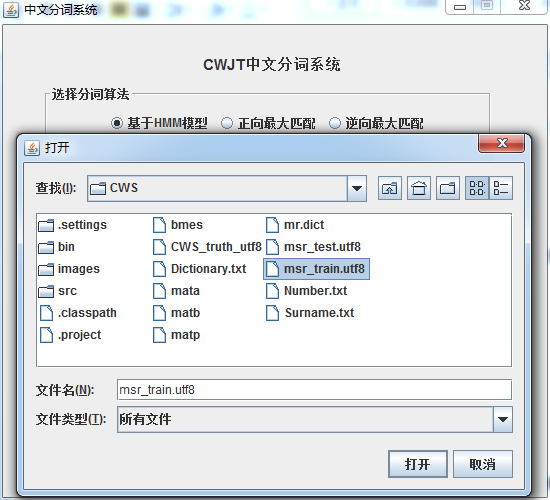 中文分词系统
CWJT中文分词系统
选择分词算法
基于HMM模型 正向最大匹配 逆向最大匹配
打开
查找(I): CWS
.settings bmes mr.dict
bin CWS_truth_utf8 msr_test.utf8
images Dictionary.txt msr_train.utf8
src mata Number.txt
.classpath matb Surname.txt
.project matp
文件名(N): msr_train.utf8
文件类型(T): 所有文件
打开 取消